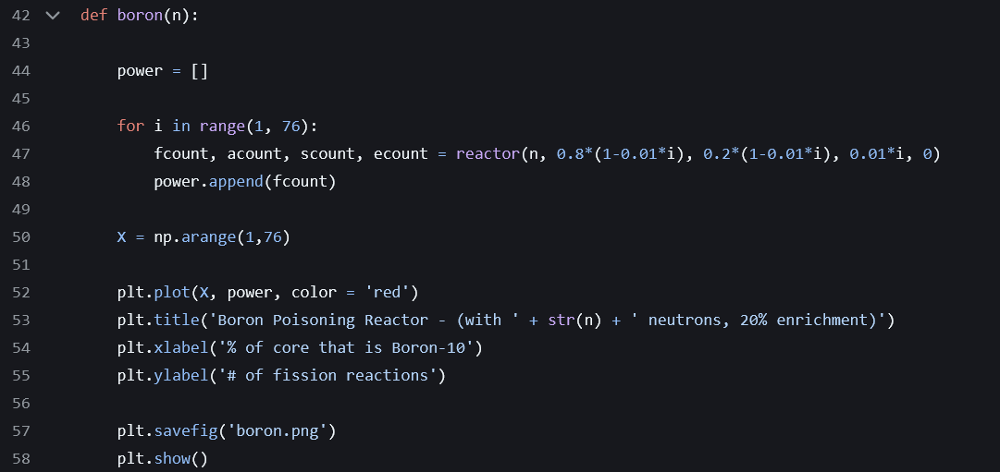 42 def boron(n):
43
44 power = []
45
46 for i in range(1, 76):
47 fcount, acount, scount, ecount = reactor(n, 0.8*(1-0.01*i), 0.2*(1-0.01*i), 0.01*i, 0)
48 power.append(fcount)
49
50 X = np.arange(1,76)
51
52 plt.plot(X, power, color = 'red')
53 plt.title('Boron Poisoning Reactor - (with ' + str(n) + ' neutrons, 20% enrichment)')
54 plt.xlabel('% of core that is Boron-10')
55 plt.ylabel('# of fission reactions')
56
57 plt.savefig('boron.png')
58 plt.show()